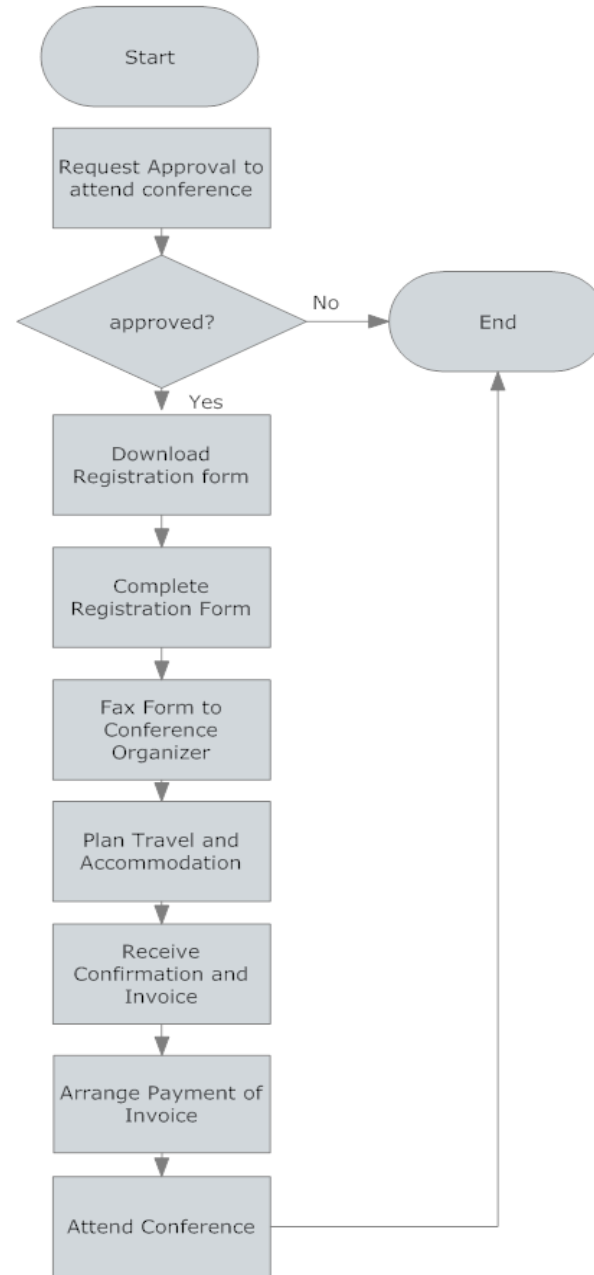 Start
Request Approval to
attend conference
approved?
No
End
Yes
Download
Registration form
Complete
Registration Form
Fax Form to
Conference
Organizer
Plan Travel and
Accommodation
Receive
Confirmation and
Invoice
Arrange Payment of
Invoice
Attend Conference